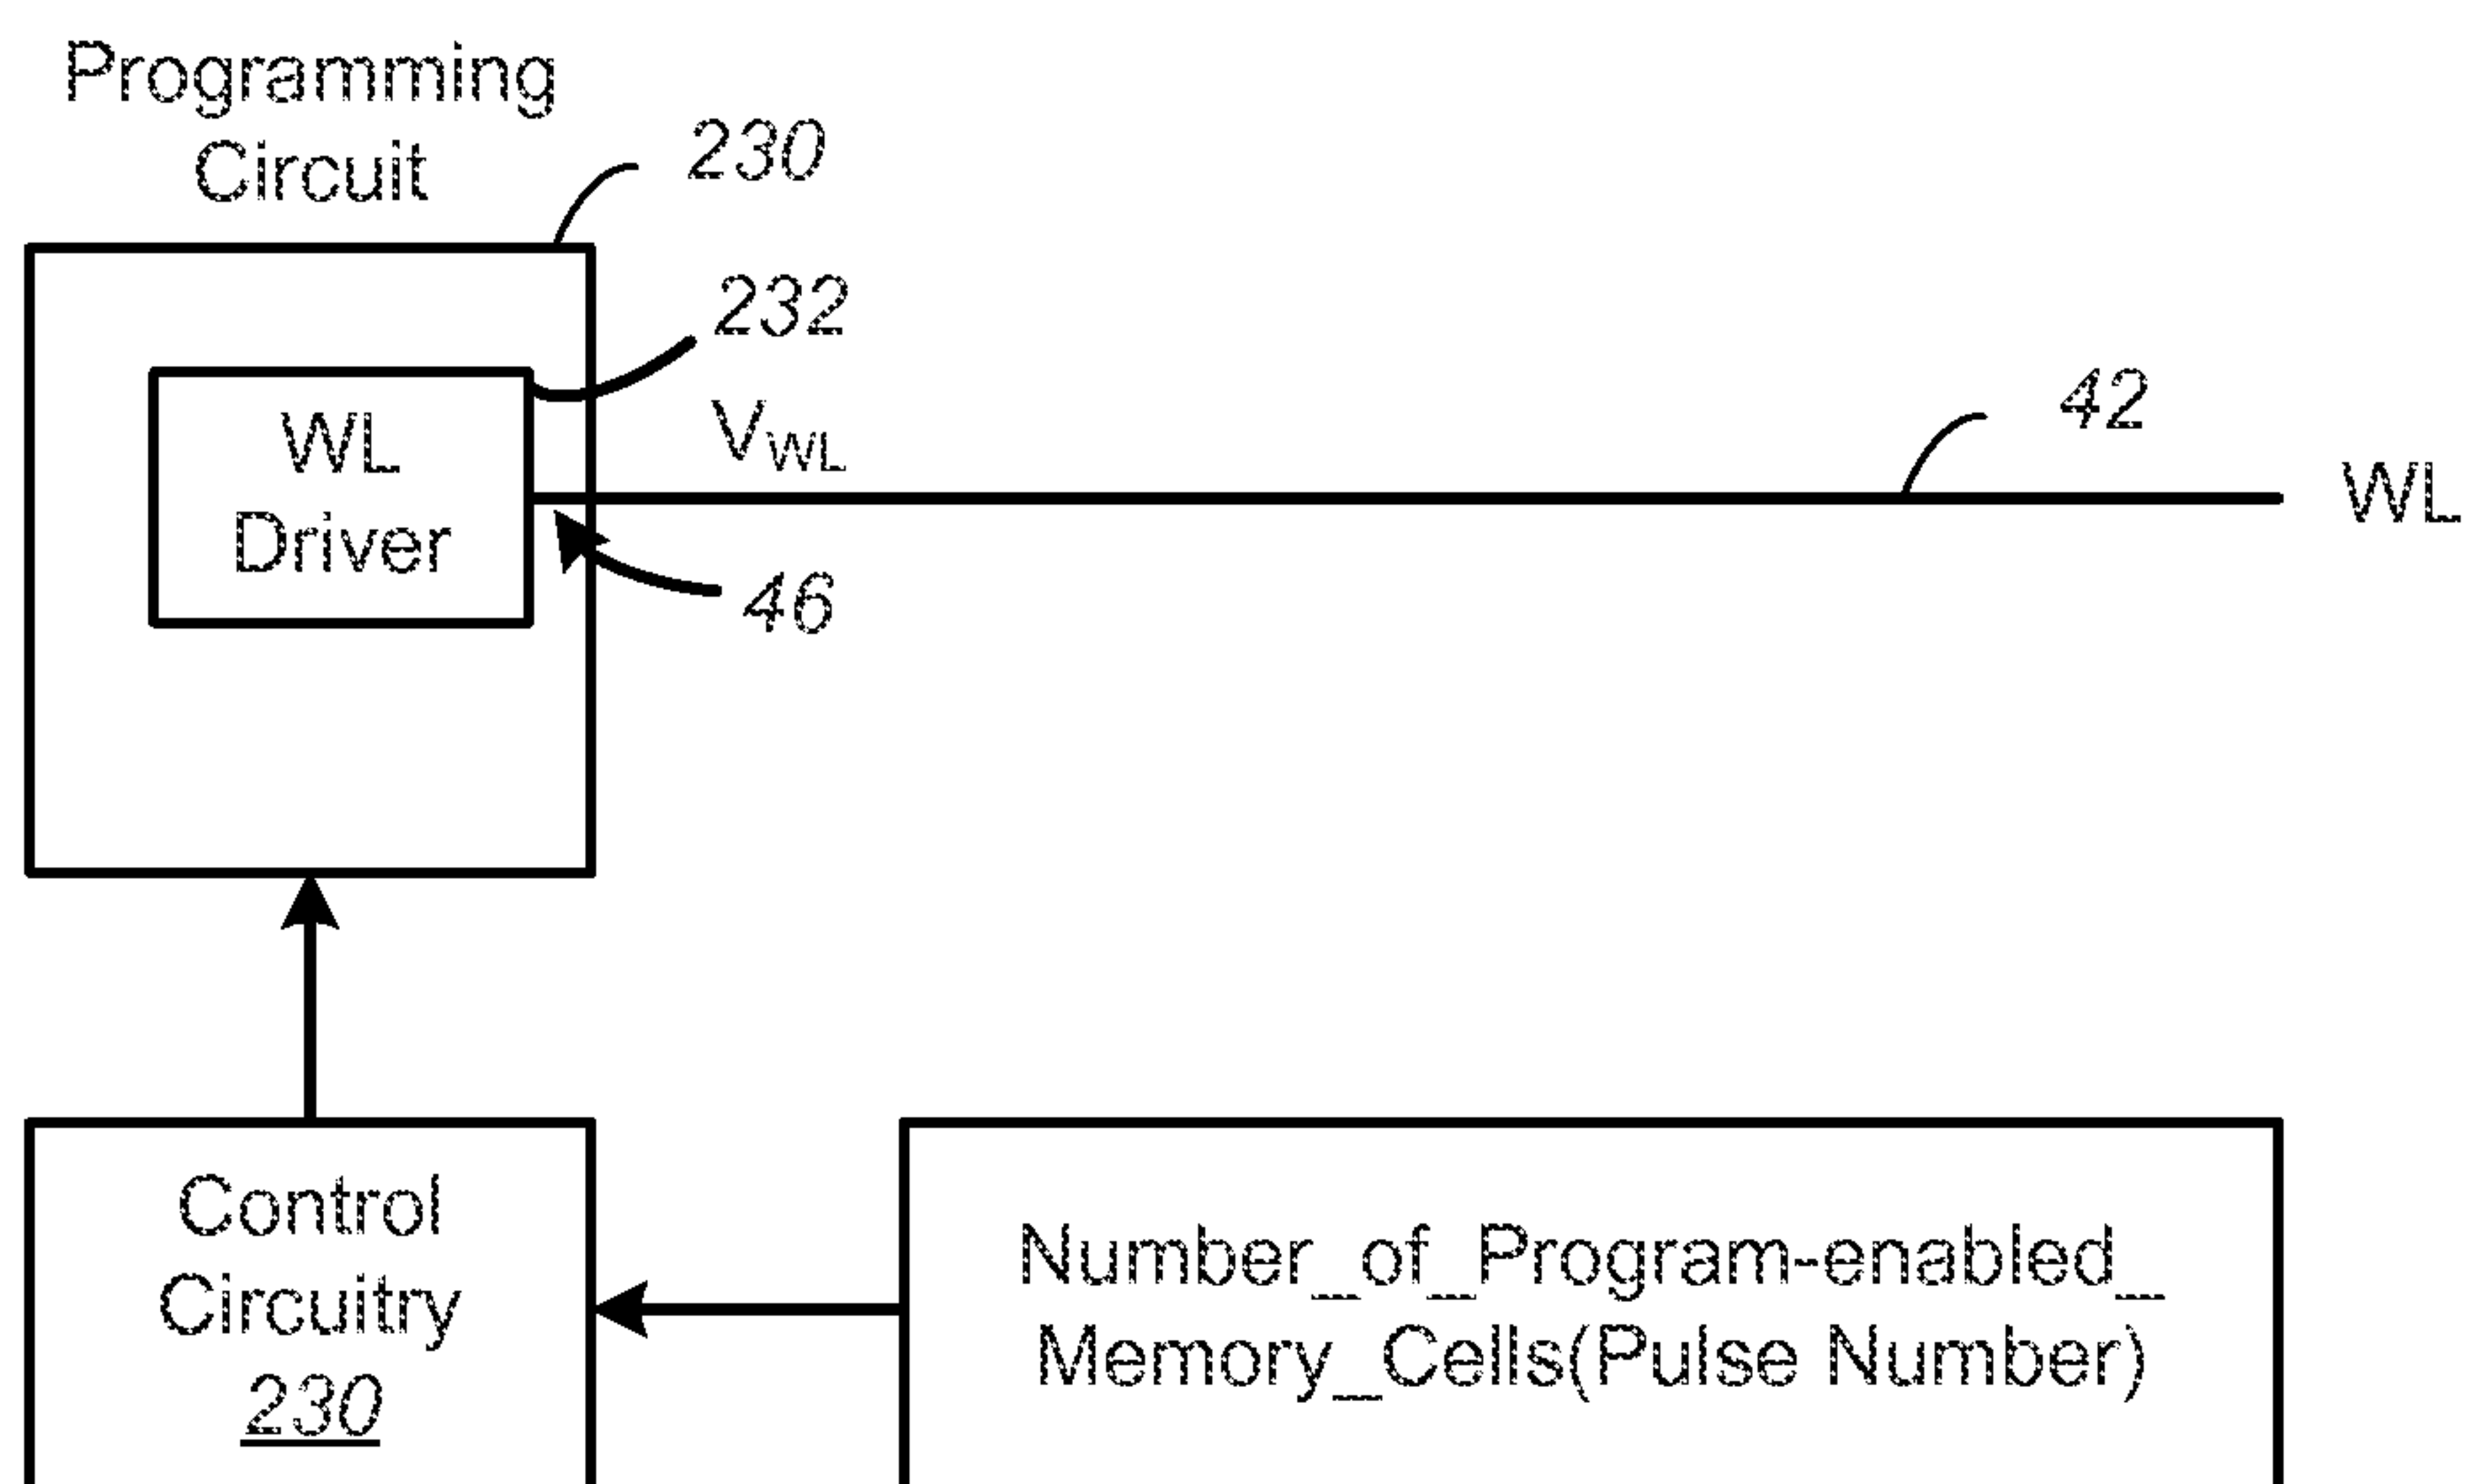 Programming
Circuit
230
232
WL
Driver
VWL
42
WL
46
Control
Circuitry
230
Number_of_Program-enabled_
Memory_Cells(Pulse Number)